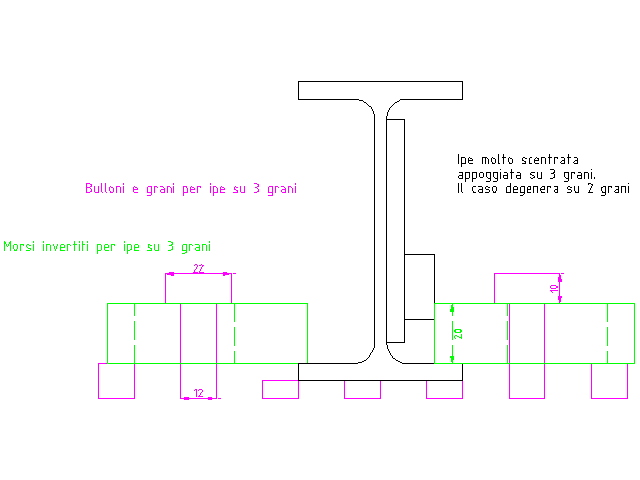 Ipe molto scentrata
appoggiata su 3 grani.
Il caso degenera su 2 grani
Bulloni e grani per ipe su 3 grani
Morsi invertiti per ipe su 3 grani
22
10
20
12